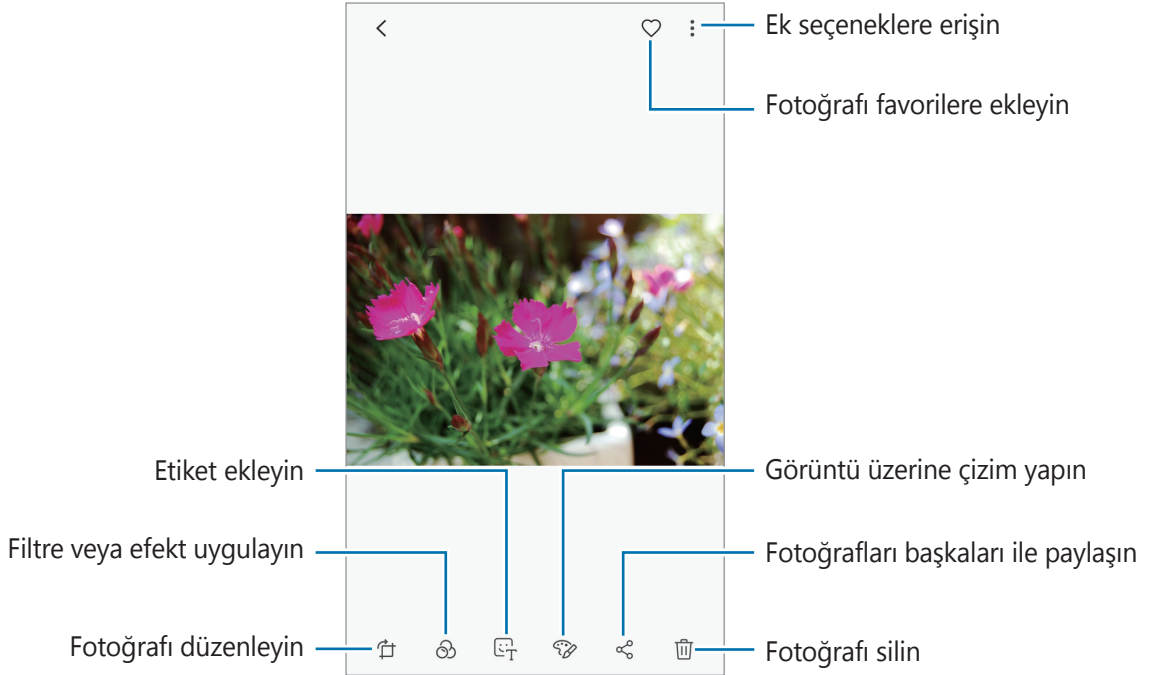 Ek seçeneklere erişin
Fotoğrafı favorilere ekleyin
Etiket ekleyin
Görüntü üzerine çizim yapın
Filtre veya efekt uygulayın
Fotoğrafları başkaları ile paylaşın
Fotoğrafı düzenleyin
Fotoğrafı silin